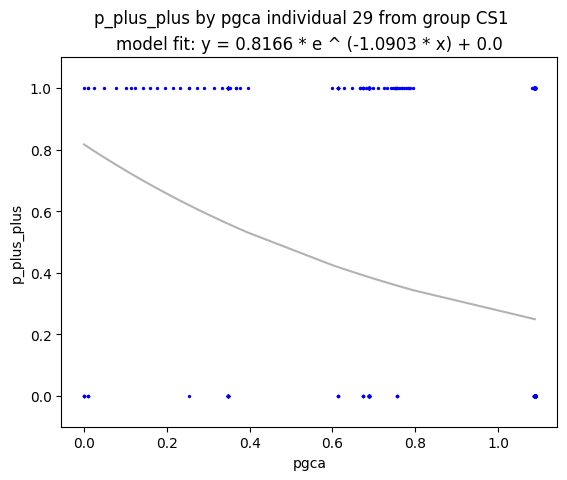 p_plus_plus by pgca individual 29 from group CS1
model fit: y = 0.8166 * e ^ (-1.0903 * x) + 0.0
1.0
0.8
0.6
0.4
0.2
0.0
p_plus_plus
0.0 0.2 0.4 0.6 0.8 1.0
pgca